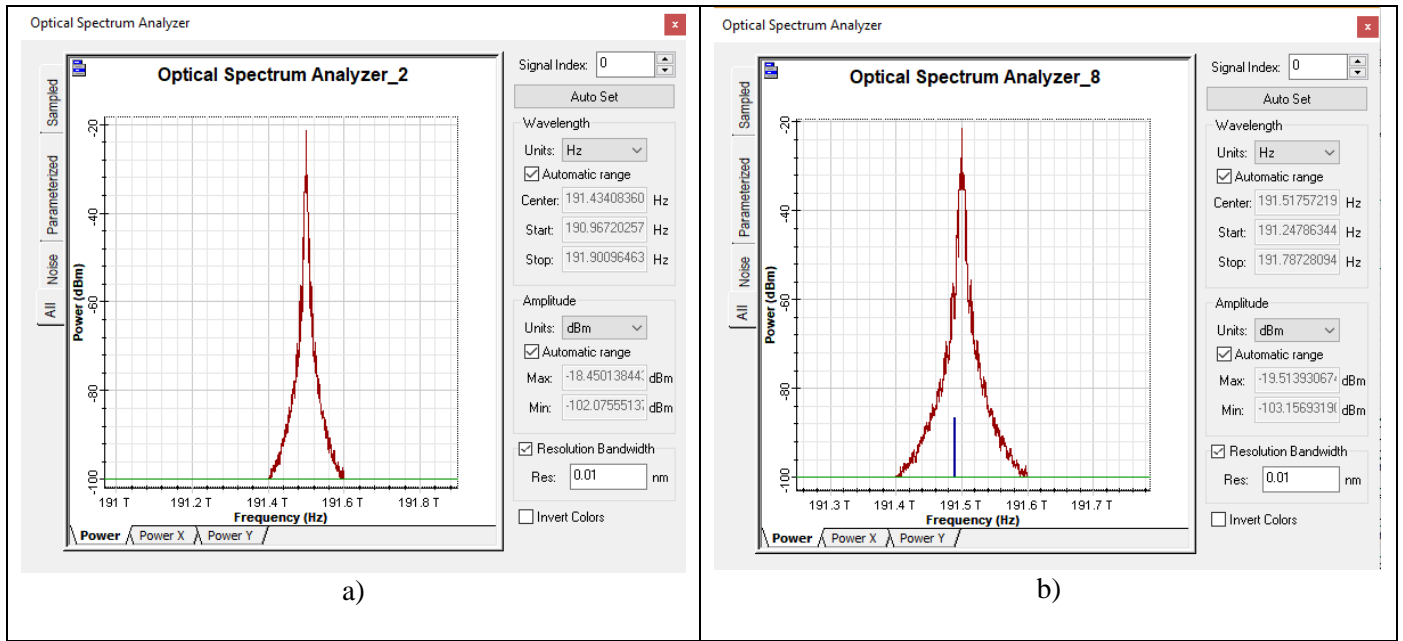 Optical Spectrum Analyzer
x
Optical Spectrum Analyzer_2
Sampled
Parameterized
Noise
All
Power (dBm)
-20
-40
-60
-80
-100
191 T 191.2 T 191.4 T 191.6 T 191.8 T
Frequency (Hz)
Power Power X Power Y
Signal Index: 0
Auto Set
Wavelength
Units: Hz
Automatic range
Center: 191.43408360 Hz
Start: 190.96720257 Hz
Stop: 191.90096463 Hz
Amplitude
Units: dBm
Automatic range
Max: -18.45013844 dBm
Min: -102.0755513 dBm
Resolution Bandwidth
Res: 0.01 nm
Invert Colors
a)
Optical Spectrum Analyzer
x
Optical Spectrum Analyzer_8
Sampled
Parameterized
Noise
All
Power (dBm)
-20
-40
-60
-80
-100
191.3 T 191.4 T 191.5 T 191.6 T 191.7 T
Frequency (Hz)
Power Power X Power Y
Signal Index: 0
Auto Set
Wavelength
Units: Hz
Automatic range
Center: 191.51757219 Hz
Start: 191.24786344 Hz
Stop: 191.78728094 Hz
Amplitude
Units: dBm
Automatic range
Max: -19.51393067 dBm
Min: -103.1569319 dBm
Resolution Bandwidth
Res: 0.01 nm
Invert Colors
b)